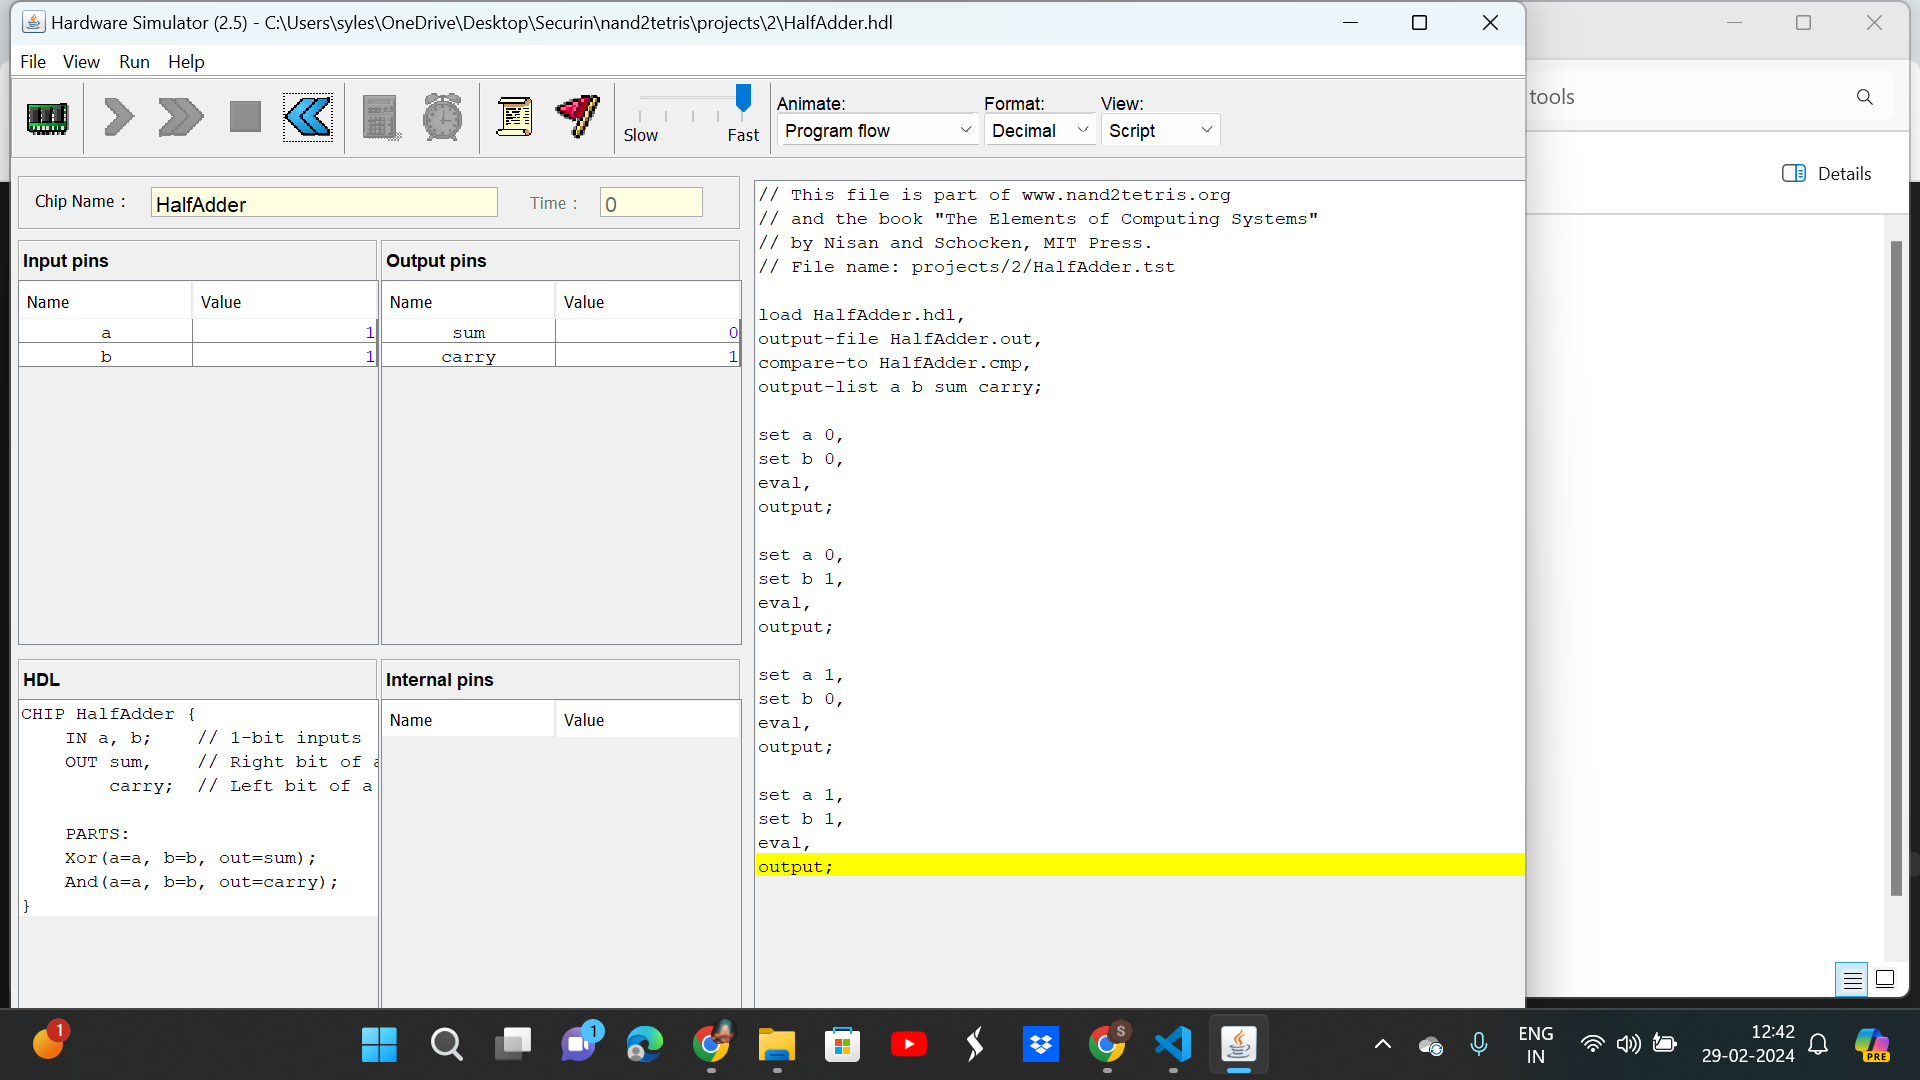 Hardware Simulator (2.5) - C:\Users\syles\OneDrive\Desktop\Securin\nand2tetris\projects\2\HalfAdder.hdl
File View Run Help
Slow Fast
Animate: Format: View:
Program flow Decimal Script
tools
Details
Chip Name : HalfAdder Time : 0
Input pins
Name Value
a 1
b 1
Output pins
Name Value
sum 0
carry 1
HDL
CHIP HalfAdder {
IN a, b; // 1-bit inputs
OUT sum, // Right bit of a
carry; // Left bit of a
PARTS:
Xor(a=a, b=b, out=sum);
And(a=a, b=b, out=carry);
}
Internal pins
Name Value
// This file is part of www.nand2tetris.org
// and the book "The Elements of Computing Systems"
// by Nisan and Schocken, MIT Press.
// File name: projects/2/HalfAdder.tst
load HalfAdder.hdl,
output-file HalfAdder.out,
compare-to HalfAdder.cmp,
output-list a b sum carry;
set a 0,
set b 0,
eval,
output;
set a 0,
set b 1,
eval,
output;
set a 1,
set b 0,
eval,
output;
set a 1,
set b 1,
eval,
output;
1
1
S
ENG
IN
12:42
29-02-2024
PRE